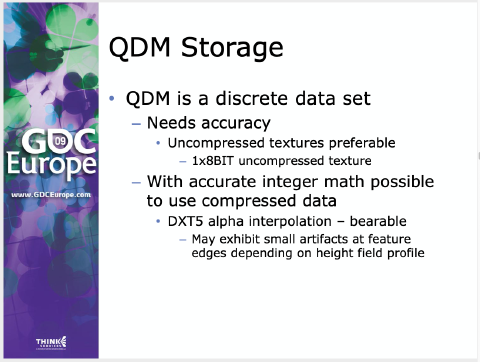 QDM Storage
• QDM is a discrete data set
– Needs accuracy
• Uncompressed textures preferable
– 1x8BIT uncompressed texture
– With accurate integer math possible
to use compressed data
• DXT5 alpha interpolation – bearable
– May exhibit small artifacts at feature
edges depending on height field profile
GDC
09
Europe
www.GDCEurope.com
THINK
SERVICES